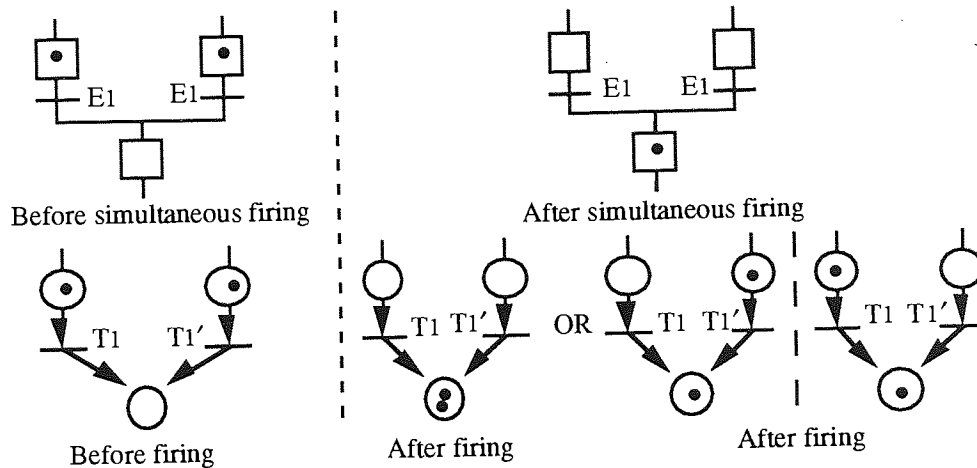 E1 E1 E1 E1
Before simultaneous firing After simultaneous firing
T1 T1′ T1 T1′ OR T1 T1′ T1 T1′
Before firing After firing After firing